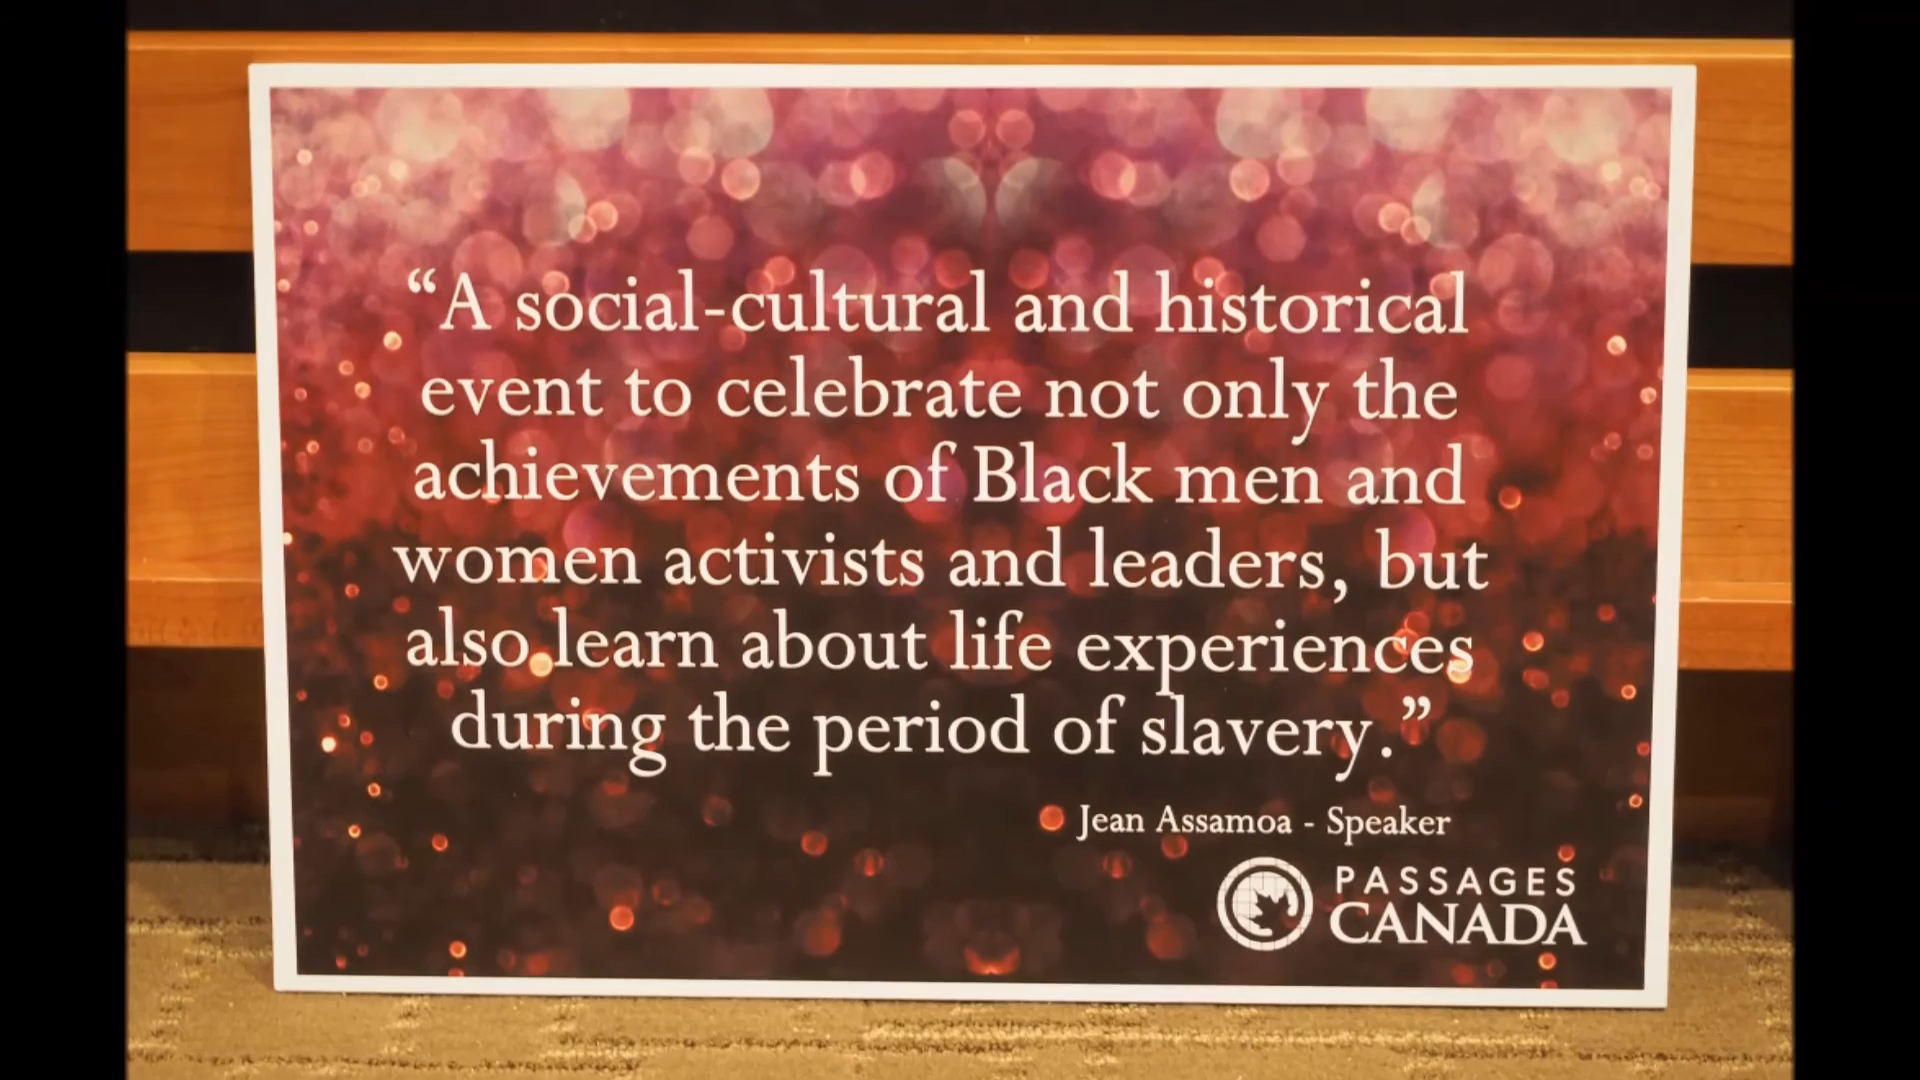 “A social-cultural and historical
event to celebrate not only the
achievements of Black men and
women activists and leaders, but
also learn about life experiences
during the period of slavery.”
Jean Assamoa - Speaker
PASSAGES
CANADA